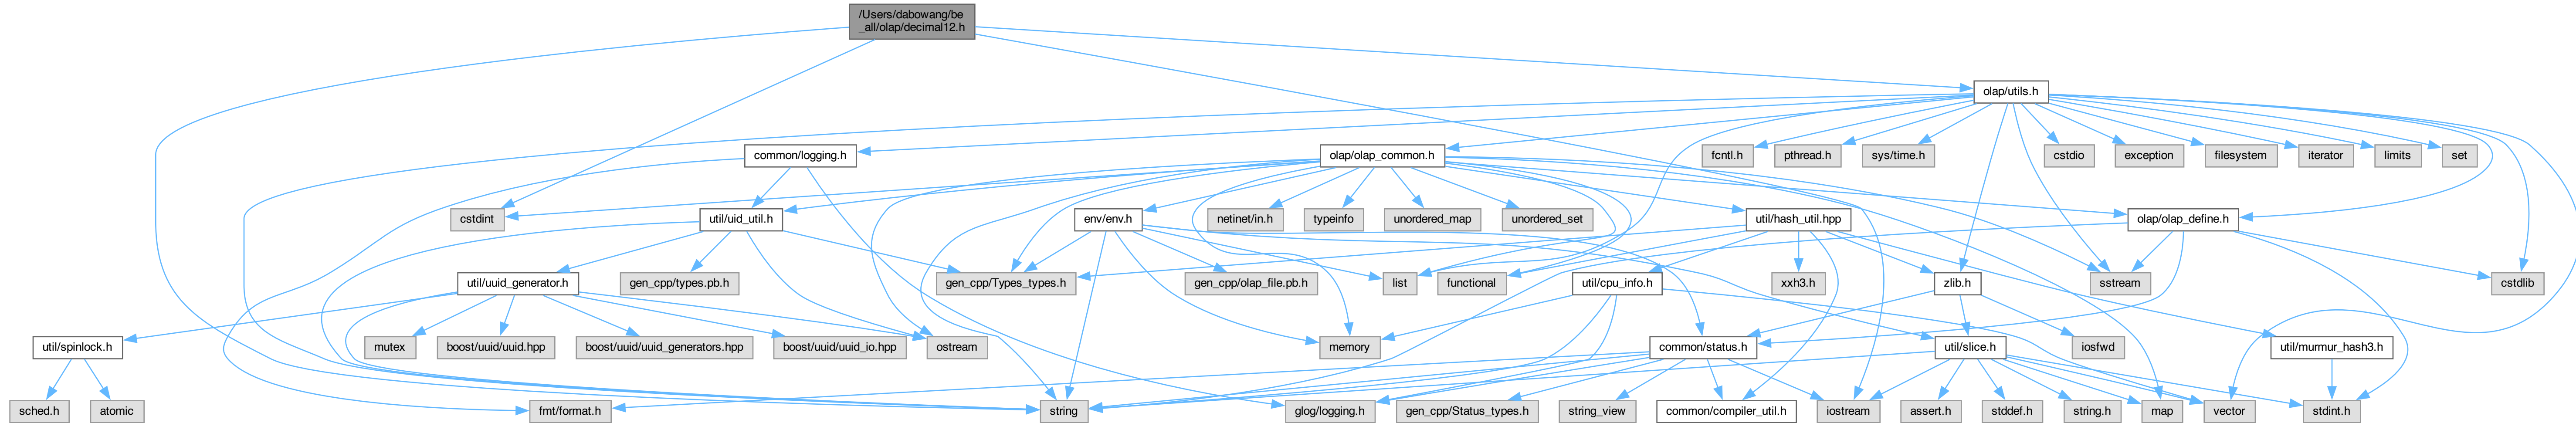 /Users/dabowang/be
_all/olap/decimal12.h
olap/utils.h
common/logging.h
olap/olap_common.h
fcntl.h
pthread.h
sys/time.h
cstdio
exception
filesystem
iterator
limits
set
cstdint
util/uid_util.h
env/env.h
netinet/in.h
typeinfo
unordered_map
unordered_set
util/hash_util.hpp
olap/olap_define.h
util/uuid_generator.h
gen_cpp/types.pb.h
gen_cpp/Types_types.h
gen_cpp/olap_file.pb.h
list
functional
util/cpu_info.h
xxh3.h
zlib.h
sstream
cstdlib
util/spinlock.h
mutex
boost/uuid/uuid.hpp
boost/uuid/uuid_generators.hpp
boost/uuid/uuid_io.hpp
ostream
memory
common/status.h
util/slice.h
iosfwd
util/murmur_hash3.h
sched.h
atomic
fmt/format.h
string
glog/logging.h
gen_cpp/Status_types.h
string_view
common/compiler_util.h
iostream
assert.h
stddef.h
string.h
map
vector
stdint.h